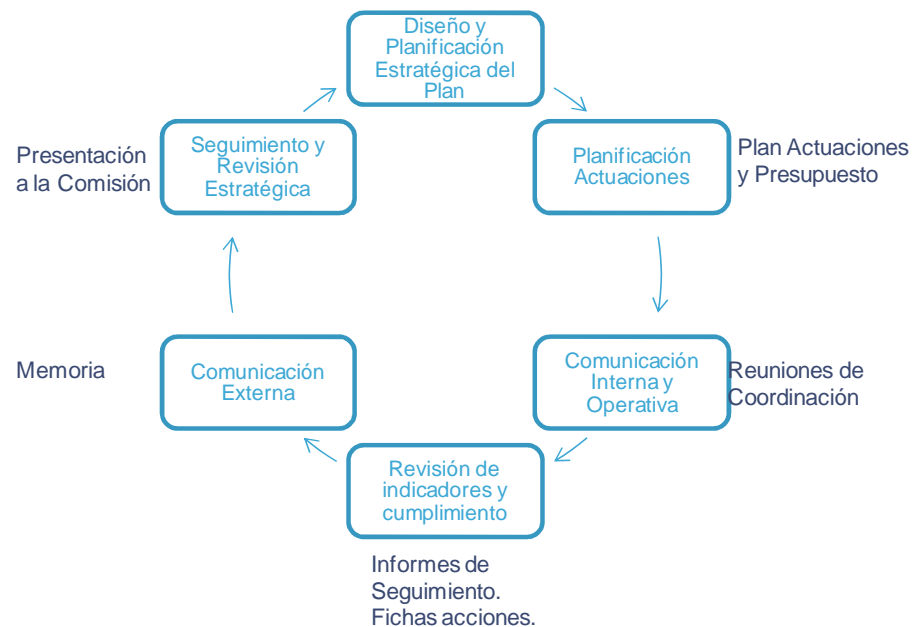 Diseño y
Planificación
Estratégica del
Plan
Seguimiento y
Revisión
Estratégica
Presentación
a la Comisión
Planificación
Actuaciones
Plan Actuaciones
y Presupuesto
Memoria
Comunicación
Externa
Comunicación
Interna y
Operativa
Reuniones de
Coordinación
Revisión de
indicadores y
cumplimiento
Informes de
Seguimiento.
Fichas acciones.